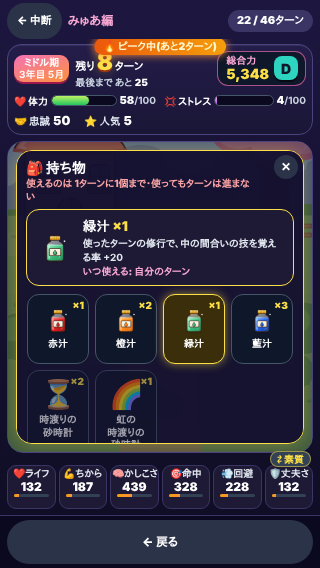 ← 中断
みゅあ編
22 / 46ターン
🔥 ピーク中(あと2ターン)
ミドル期
3年目 5月
残り 8 ターン
最後まで あと 25
総合力
5,348
D
❤️ 体力
58/100
💢 ストレス
4/100
🤝 忠誠 50
⭐ 人気 5
🎒 持ち物
✕
使えるのは 1ターンに1個まで・使ってもターンは進まな
い
緑汁 ×1
使ったターンの修行で、中の間合いの技を覚え
る率 +20
いつ使える: 自分のターン
×1
赤汁
×2
橙汁
×1
緑汁
×3
藍汁
×2
時渡りの
砂時計
×1
虹の
時渡りの
砂時計
素質
❤️ライフ
132
💪ちから
187
🧠かしこさ
439
🎯命中
328
💨回避
228
🛡️丈夫さ
132
← 戻る